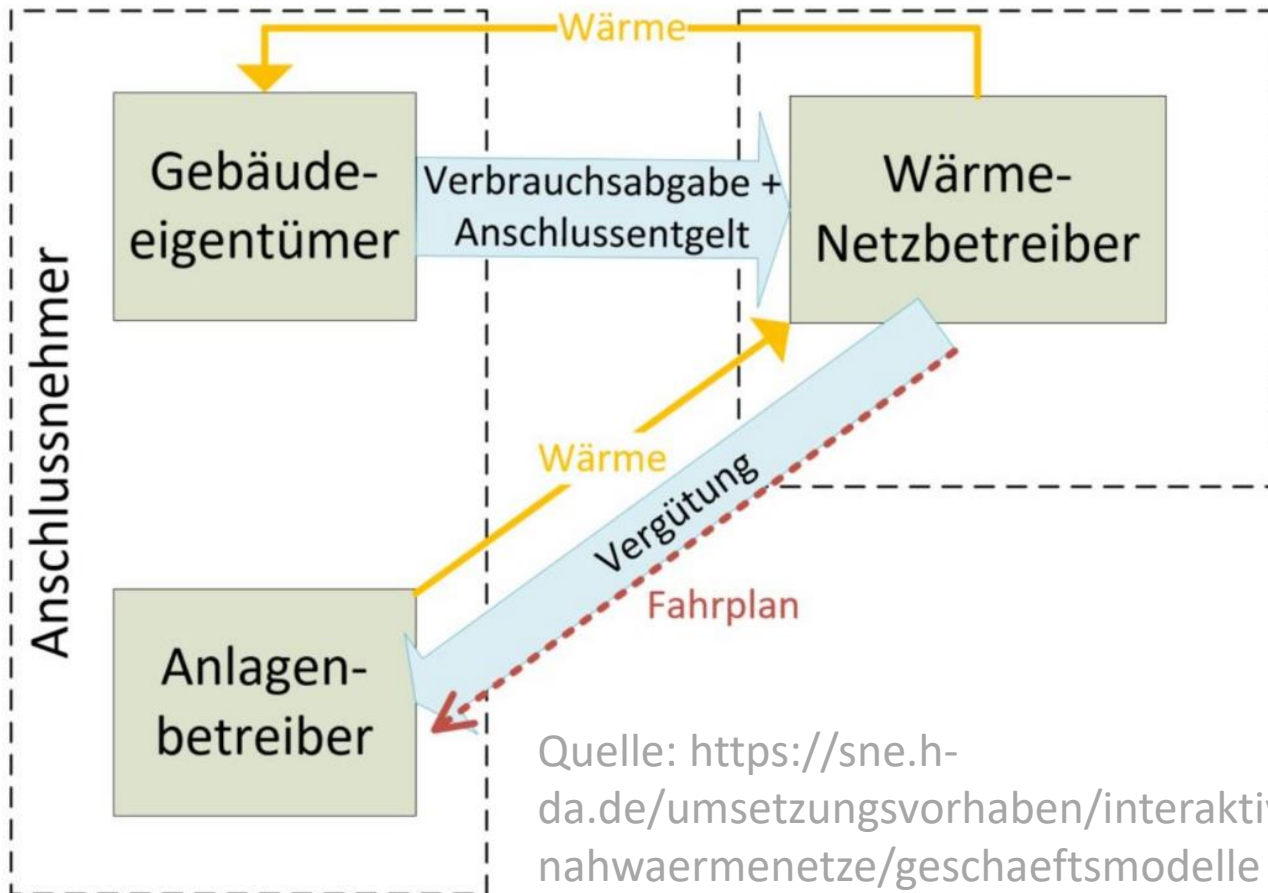 Wärme
Gebäude-
eigentümer
Verbrauchsabgabe +
Anschlussentgelt
Wärme-
Netzbetreiber
Anschlussnehmer
Wärme
Vergütung
Fahrplan
Anlagen-
betreiber
Quelle: https://sne.h-
da.de/umsetzungsvorhaben/interaktiv
nahwaermenetze/geschaeftsmodelle